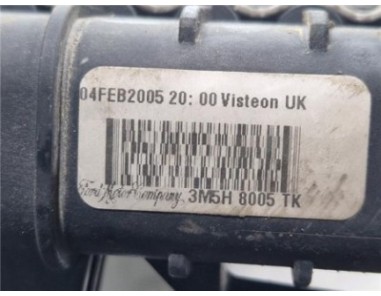 04FEB2005 20: 00 Visteon UK
Ford Motor Company, 3M5H 8005 TK